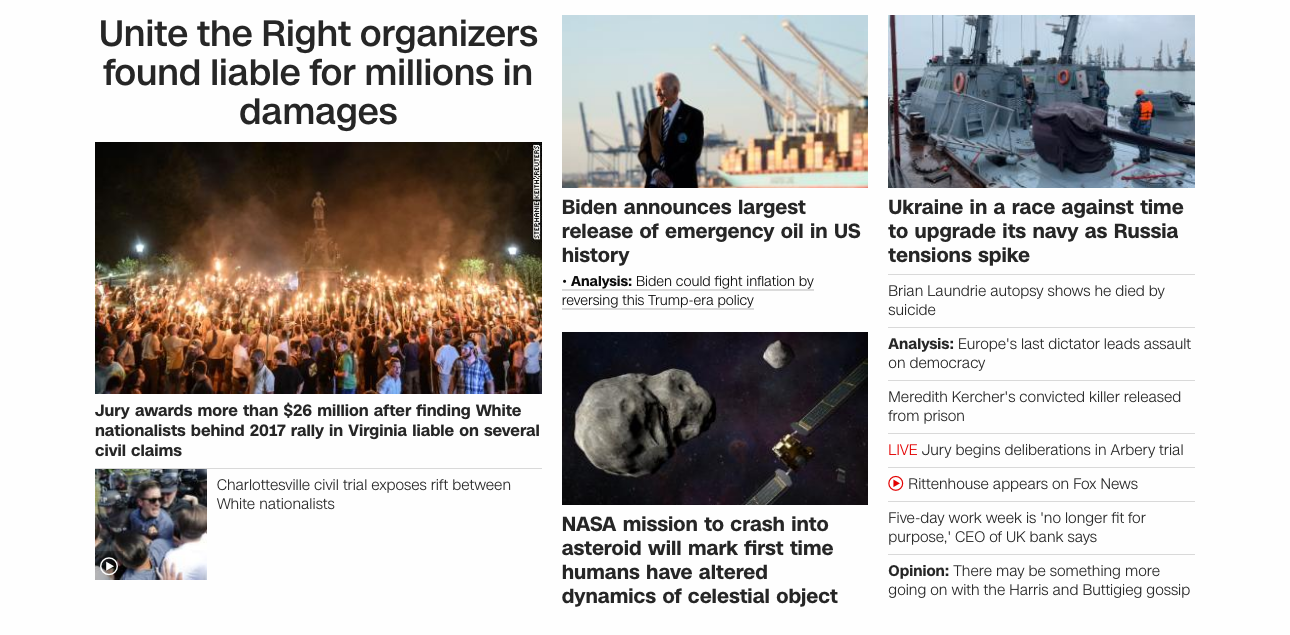 Unite the Right organizers
found liable for millions in
damages
STEPHANIE KEITH/REUTERS
Jury awards more than $26 million after finding White
nationalists behind 2017 rally in Virginia liable on several
civil claims
Charlottesville civil trial exposes rift between
White nationalists
Biden announces largest
release of emergency oil in US
history
• Analysis: Biden could fight inflation by
reversing this Trump-era policy
NASA mission to crash into
asteroid will mark first time
humans have altered
dynamics of celestial object
Ukraine in a race against time
to upgrade its navy as Russia
tensions spike
Brian Laundrie autopsy shows he died by
suicide
Analysis: Europe's last dictator leads assault
on democracy
Meredith Kercher's convicted killer released
from prison
LIVE Jury begins deliberations in Arbery trial
Rittenhouse appears on Fox News
Five-day work week is 'no longer fit for
purpose,' CEO of UK bank says
Opinion: There may be something more
going on with the Harris and Buttigieg gossip